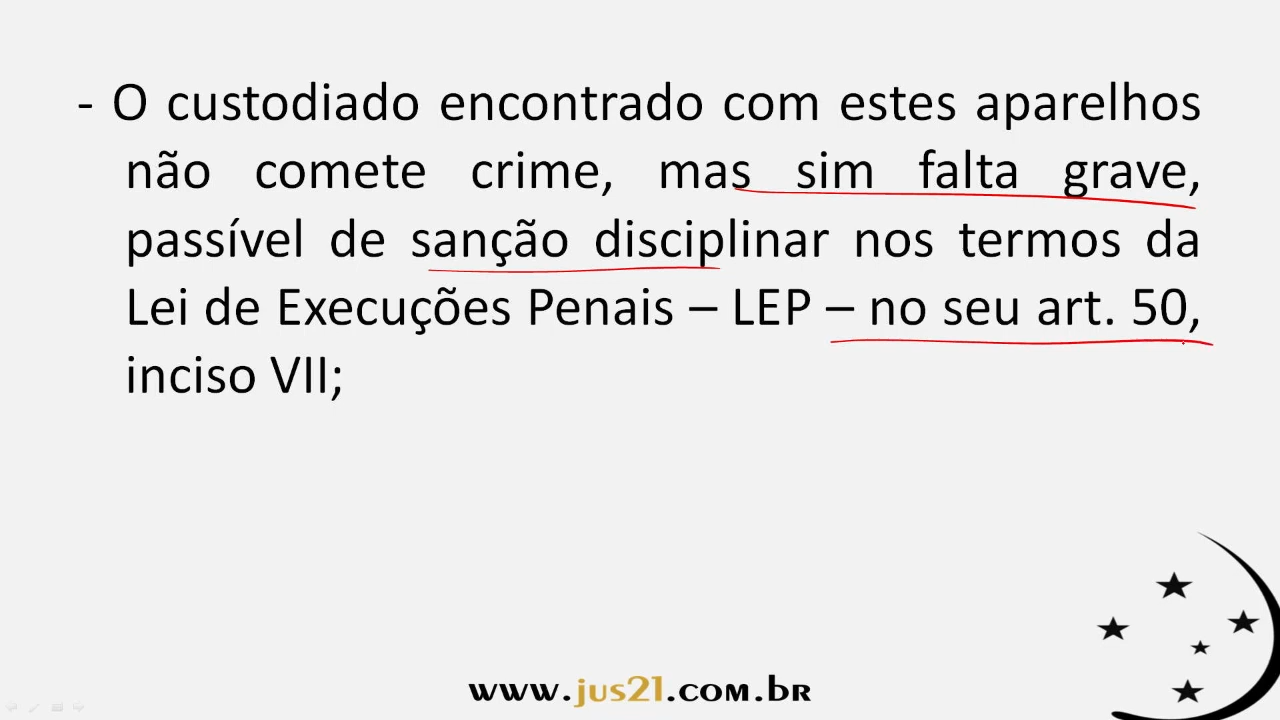 - O custodiado encontrado com estes aparelhos
não comete crime, mas sim falta grave,
passível de sanção disciplinar nos termos da
Lei de Execuções Penais – LEP – no seu art. 50,
inciso VII;
www.jus21.com.br